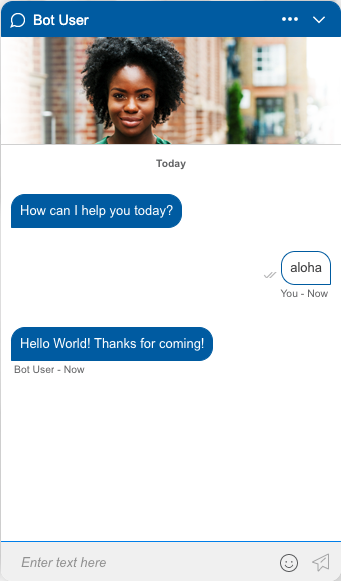 Bot User
Today
How can I help you today?
aloha
You - Now
Hello World! Thanks for coming!
Bot User - Now
Enter text here